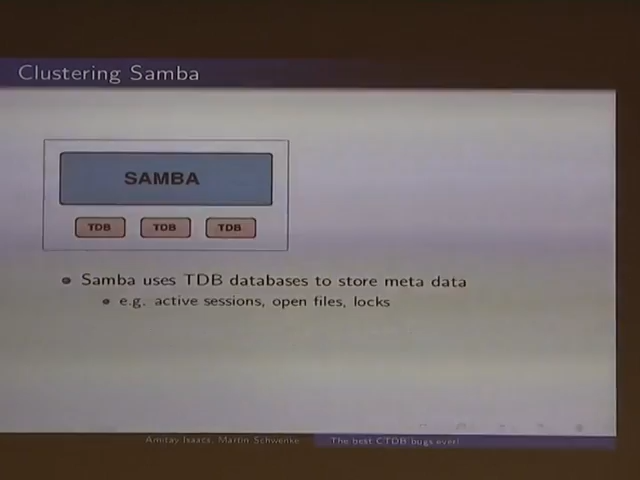 Clustering Samba
SAMBA
TDB TDB TDB
Samba uses TDB databases to store meta data
e.g. active sessions, open files, locks
Amitay Isaacs, Martin Schwenke The best CTDB bugs ever!